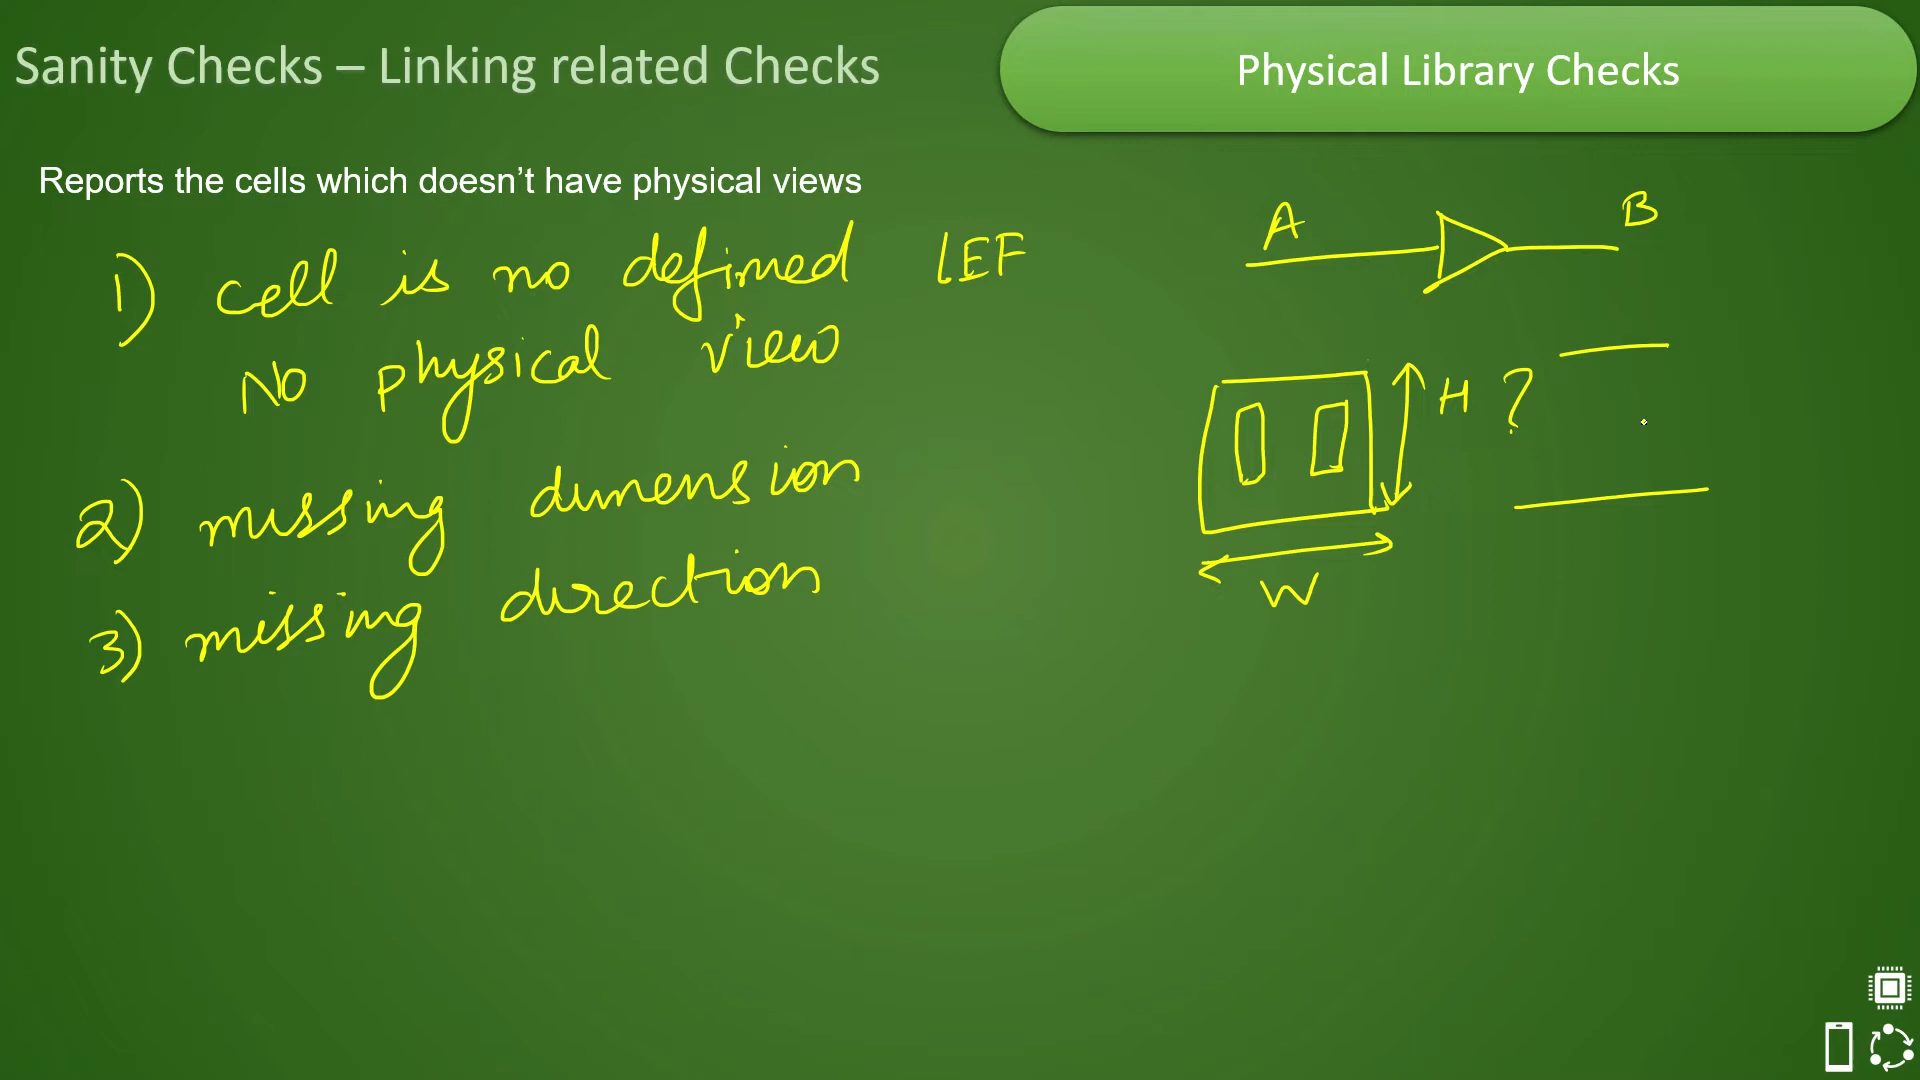 Sanity Checks – Linking related Checks
Physical Library Checks
Reports the cells which doesn't have physical views
1) cell is no defined LEF
No physical view
2) missing dimension
3) missing direction
A
B
H ?
W